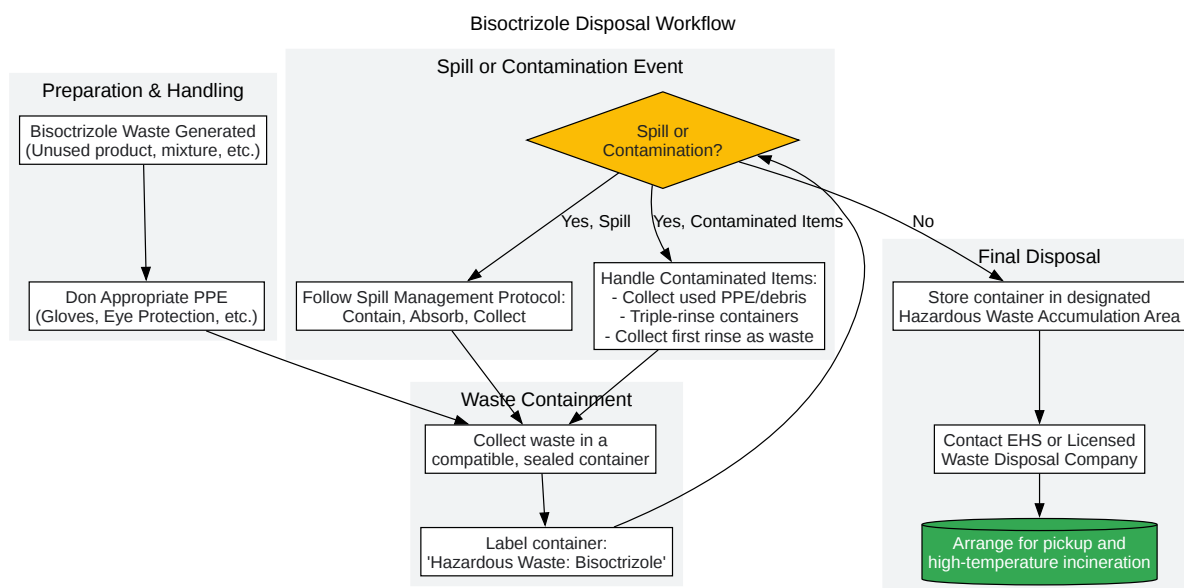 Bisoctrizole Disposal Workflow
Preparation & Handling
Bisoctrizole Waste Generated
(Unused product, mixture, etc.)
Don Appropriate PPE
(Gloves, Eye Protection, etc.)
Spill or Contamination Event
Spill or
Contamination?
Yes, Spill
Yes, Contaminated Items
No
Follow Spill Management Protocol:
Contain, Absorb, Collect
Handle Contaminated Items:
- Collect used PPE/debris
- Triple-rinse containers
- Collect first rinse as waste
Waste Containment
Collect waste in a
compatible, sealed container
Label container:
'Hazardous Waste: Bisoctrizole'
Final Disposal
Store container in designated
Hazardous Waste Accumulation Area
Contact EHS or Licensed
Waste Disposal Company
Arrange for pickup and
high-temperature incineration